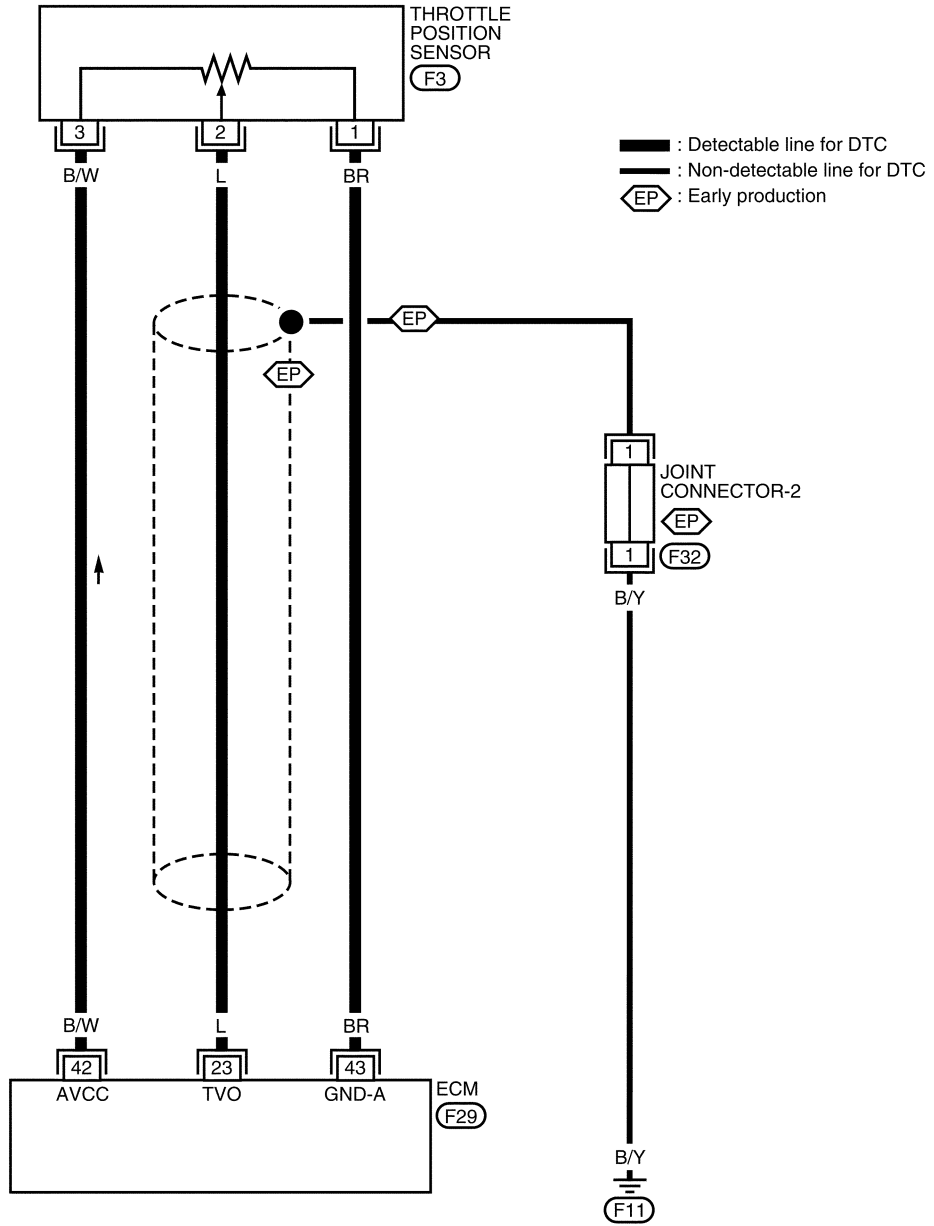 THROTTLE
POSITION
SENSOR
F3
3 2 1
B/W L BR
: Detectable line for DTC
: Non-detectable line for DTC
EP : Early production
EP
EP
1
JOINT
CONNECTOR-2
EP
1 F32
B/Y
B/W L BR
42 23 43
AVCC TVO GND-A
ECM
F29
B/Y
F11